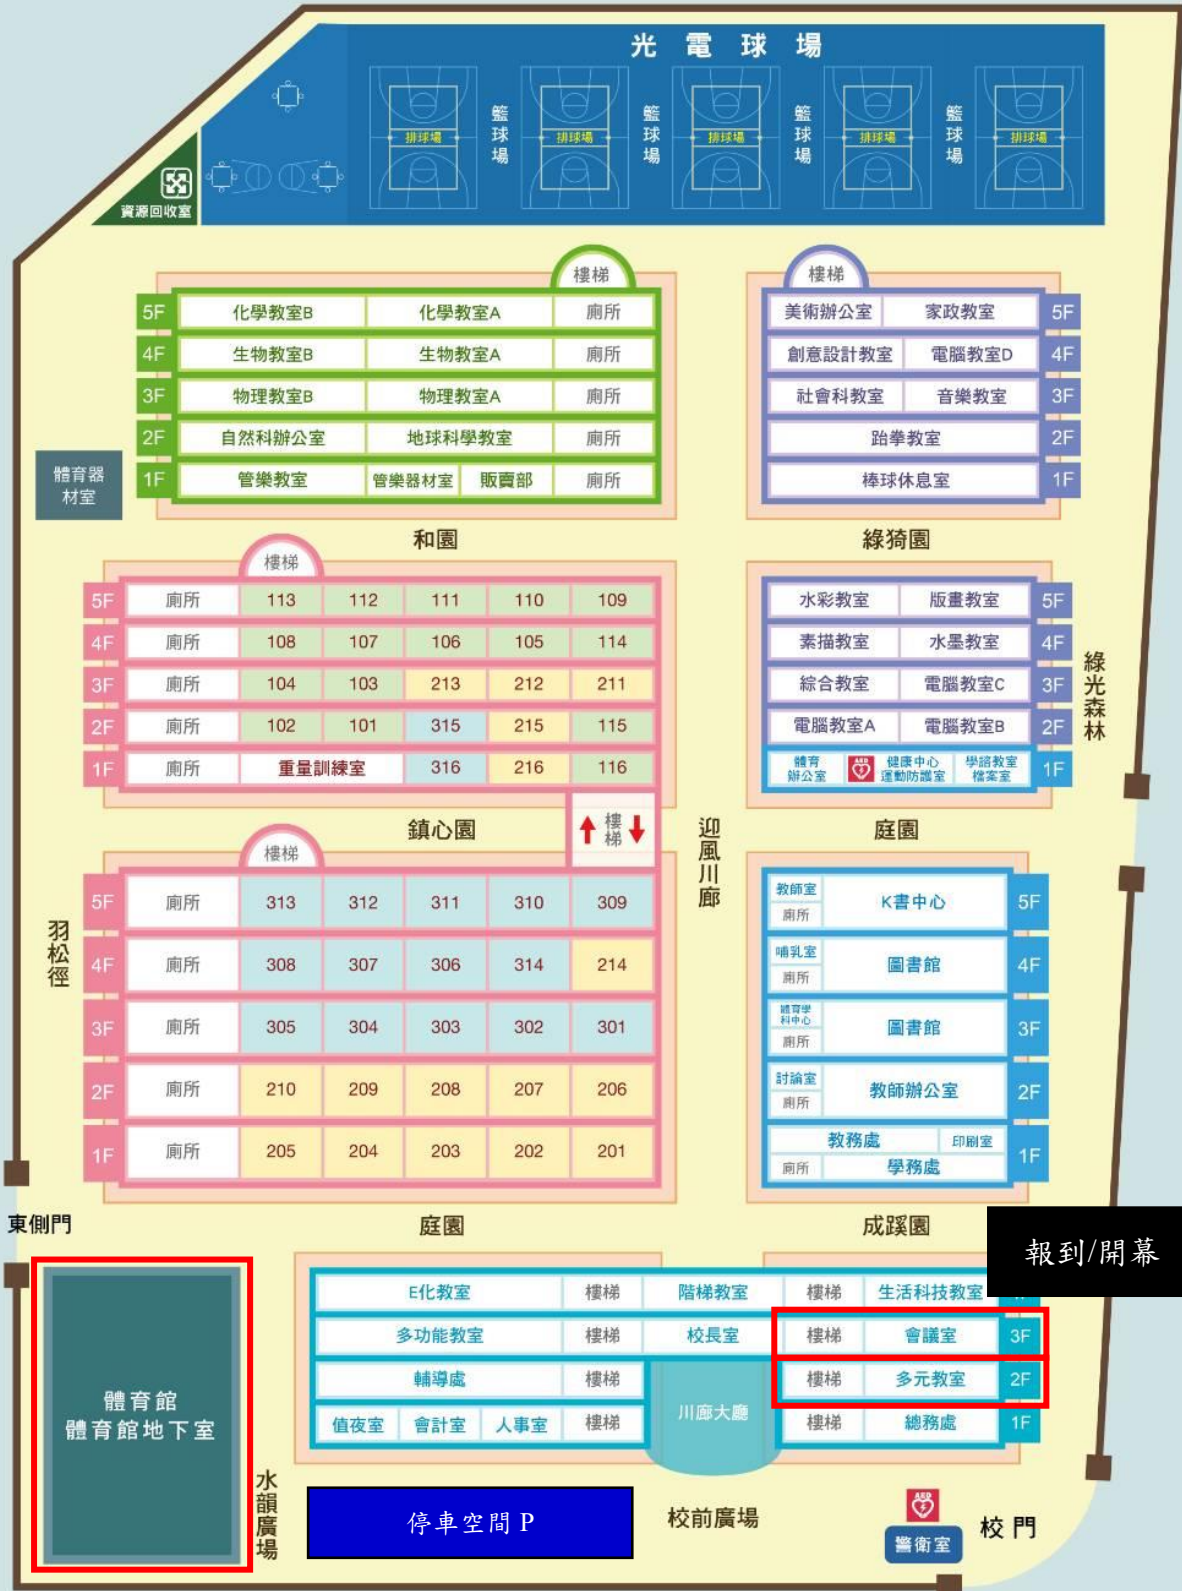 光電球場
籃球場 籃球場 籃球場 籃球場
排球場 排球場 排球場 排球場 排球場
資源回收室
樓梯
5F 化學教室B 化學教室A 廁所
4F 生物教室B 生物教室A 廁所
3F 物理教室B 物理教室A 廁所
2F 自然科辦公室 地球科學教室 廁所
1F 管樂教室 管樂器材室 販賣部 廁所
和園
樓梯
美術辦公室 家政教室 5F
創意設計教室 電腦教室D 4F
社會科教室 音樂教室 3F
跆拳教室 2F
棒球休息室 1F
綠猗園
體育器
材室
樓梯
5F 廁所 113 112 111 110 109
4F 廁所 108 107 106 105 114
3F 廁所 104 103 213 212 211
2F 廁所 102 101 315 215 115
1F 廁所 重量訓練室 316 216 116
鎮心園
樓梯
水彩教室 版畫教室 5F
素描教室 水墨教室 4F
綜合教室 電腦教室C 3F
電腦教室A 電腦教室B 2F
體育
辦公室
AED
健康中心
運動防護室
學諮教室
檔案室
1F
綠光森林
庭園
迎風川廊
羽松徑
樓梯
5F 廁所 313 312 311 310 309
4F 廁所 308 307 306 314 214
3F 廁所 305 304 303 302 301
2F 廁所 210 209 208 207 206
1F 廁所 205 204 203 202 201
庭園
教師室
廁所
K書中心 5F
哺乳室
廁所
圖書館 4F
體育學
科中心
廁所
圖書館 3F
討論室
廁所
教師辦公室 2F
教務處 印刷室
廁所 學務處
1F
成蹊園
東側門
報到/開幕
E化教室 樓梯 階梯教室 樓梯 生活科技教室
多功能教室 樓梯 校長室 樓梯 會議室 3F
輔導處 樓梯 樓梯 多元教室 2F
值夜室 會計室 人事室 樓梯 川廊大廳 樓梯 總務處 1F
體育館
體育館地下室
水韻廣場
停車空間 P
校前廣場
AED
警衛室
校門